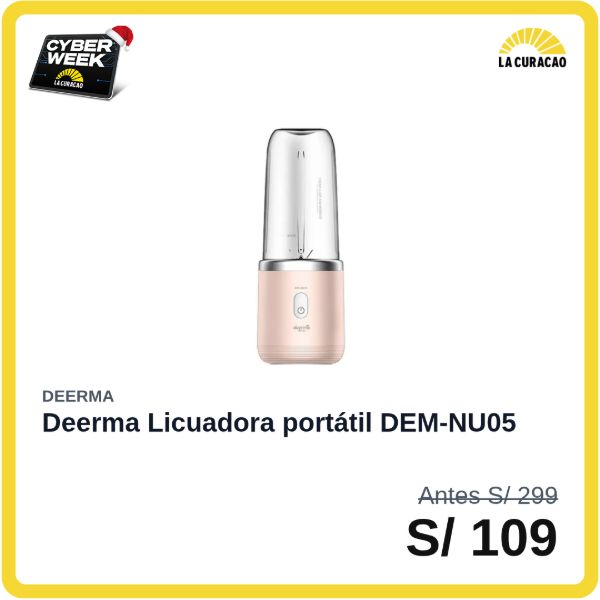 CYBER
WEEK
LA CURACAO
LA CURACAO
DEERMA
Deerma Licuadora portátil DEM-NU05
Antes S/ 299
S/ 109